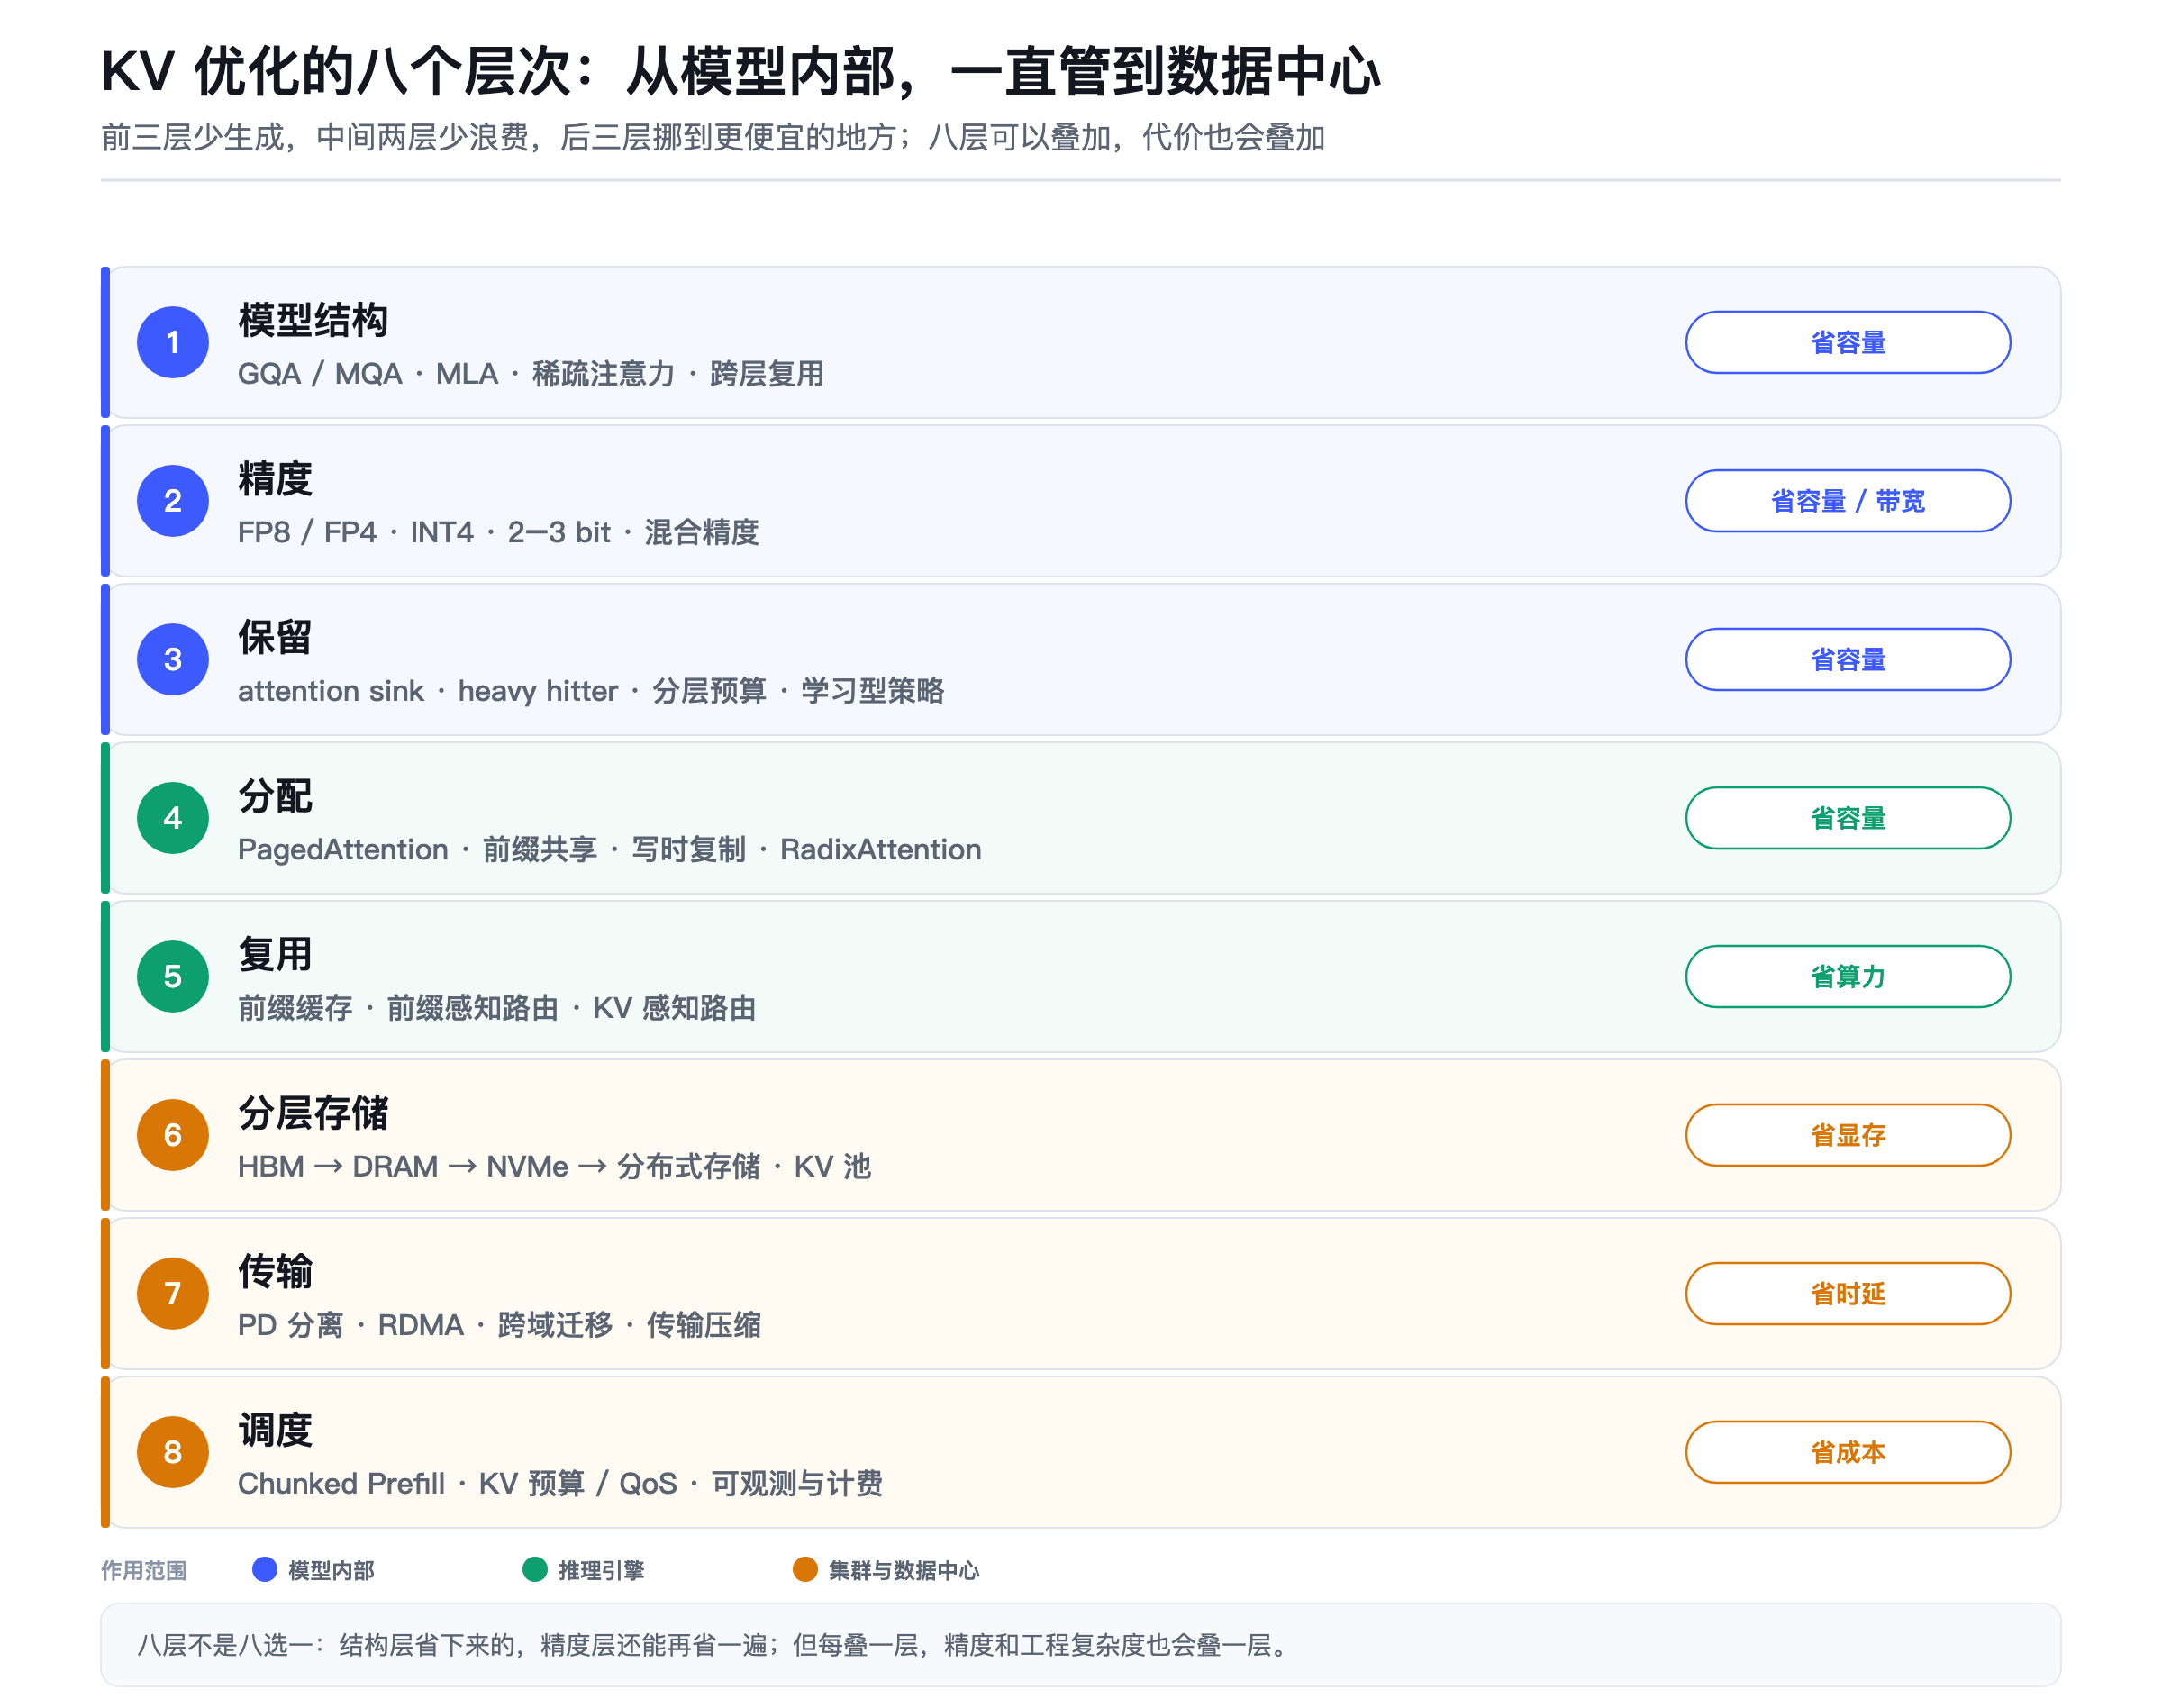 KV 优化的八个层次：从模型内部，一直管到数据中心
前三层少生成，中间两层少浪费，后三层挪到更便宜的地方；八层可以叠加，代价也会叠加
1
模型结构
GQA / MQA · MLA · 稀疏注意力 · 跨层复用
省容量
2
精度
FP8 / FP4 · INT4 · 2–3 bit · 混合精度
省容量 / 带宽
3
保留
attention sink · heavy hitter · 分层预算 · 学习型策略
省容量
4
分配
PagedAttention · 前缀共享 · 写时复制 · RadixAttention
省容量
5
复用
前缀缓存 · 前缀感知路由 · KV 感知路由
省算力
6
分层存储
HBM → DRAM → NVMe → 分布式存储 · KV 池
省显存
7
传输
PD 分离 · RDMA · 跨域迁移 · 传输压缩
省时延
8
调度
Chunked Prefill · KV 预算 / QoS · 可观测与计费
省成本
作用范围 模型内部 推理引擎 集群与数据中心
八层不是八选一：结构层省下来的，精度层还能再省一遍；但每叠一层，精度和工程复杂度也会叠一层。